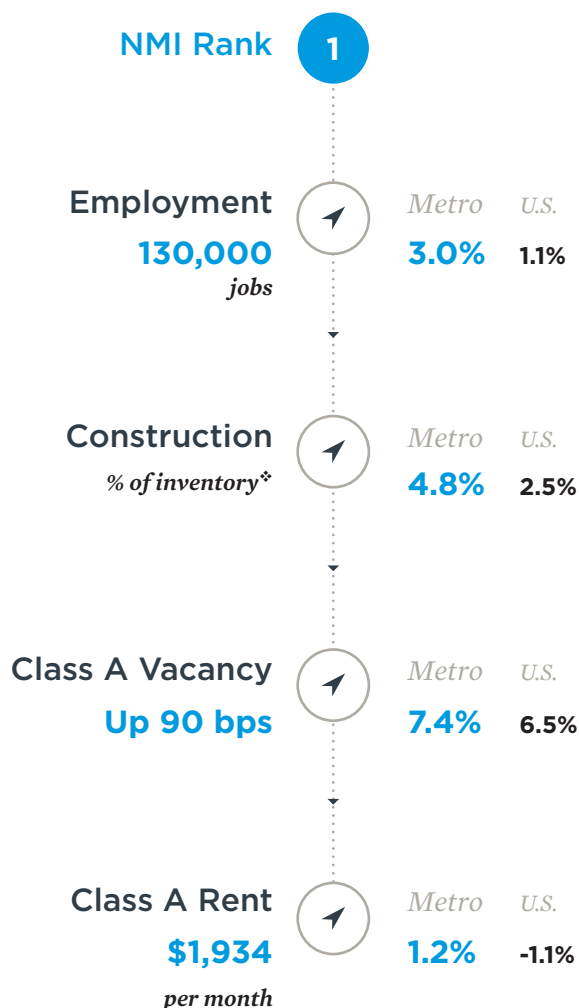 NMI Rank 1
Employment Metro U.S.
130,000 3.0% 1.1%
jobs
Construction Metro U.S.
% of inventory❖ 4.8% 2.5%
Class A Vacancy Metro U.S.
Up 90 bps 7.4% 6.5%
Class A Rent Metro U.S.
$1,934 1.2% -1.1%
per month